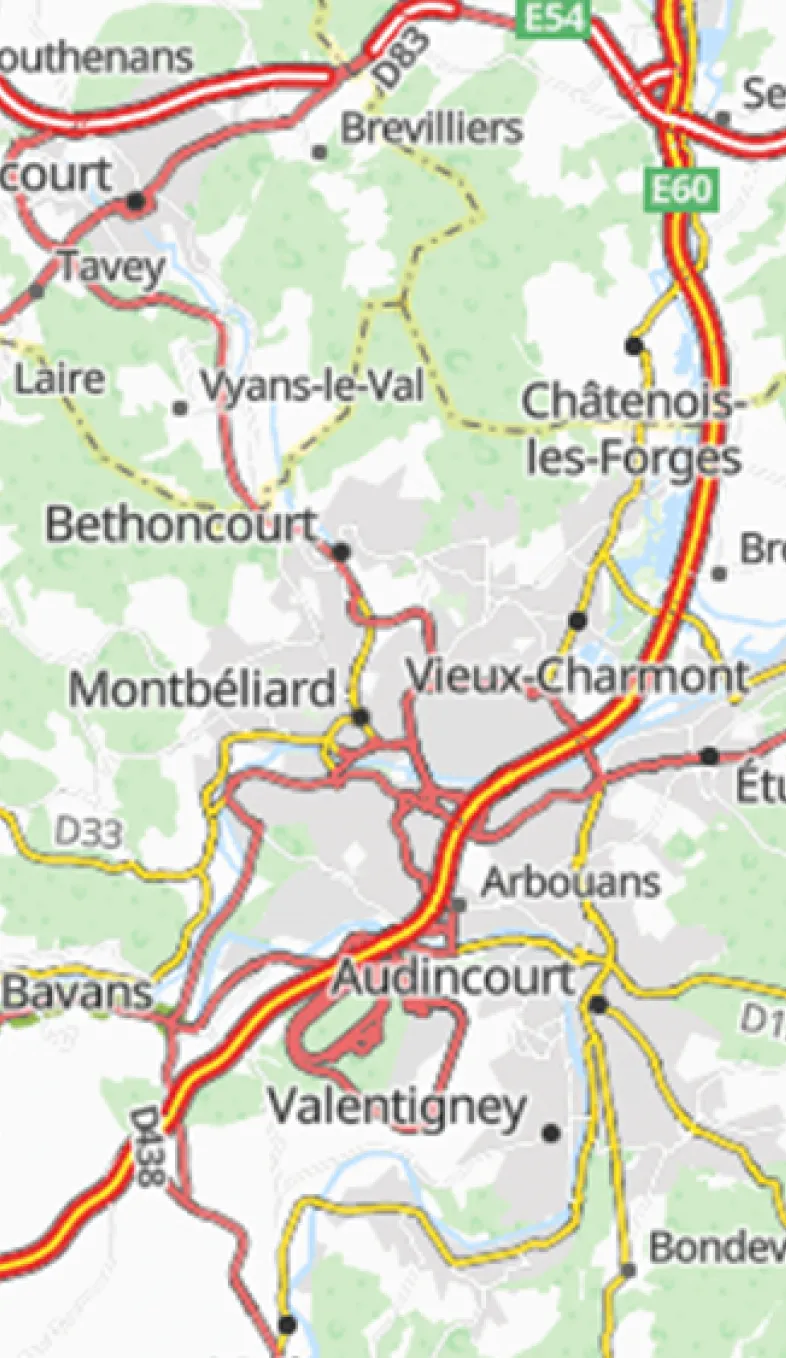 E54
outhenans
D83
Se
Brevilliers
court
E60
Tavey
Laire
Vyans-le-Val
Châtenois-
les-Forges
Bethoncourt
Bre
Montbéliard
Vieux-Charmont
Étu
D33
Arbouans
Audincourt
Bavans
D1
Valentigney
D438
Bondev